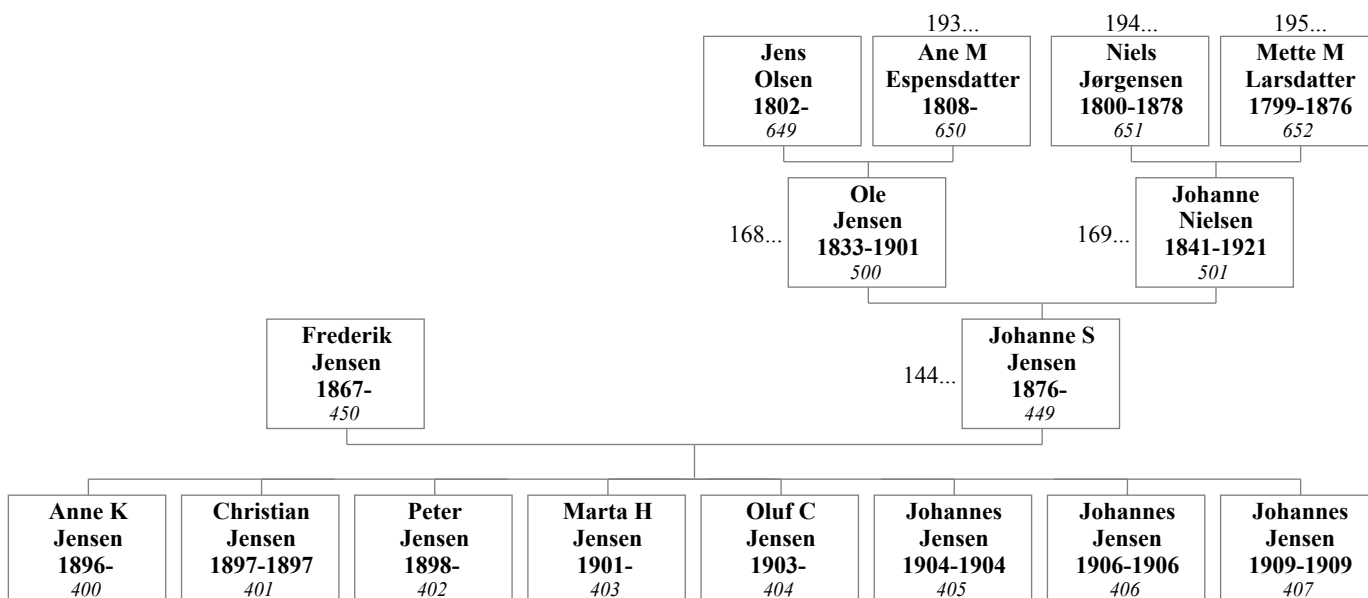 193...
194...
195...
Jens
Olsen
1802-
649
Ane M
Espensdatter
1808-
650
Niels
Jørgensen
1800-1878
651
Mette M
Larsdatter
1799-1876
652
168...
Ole
Jensen
1833-1901
500
169...
Johanne
Nielsen
1841-1921
501
Frederik
Jensen
1867-
450
144...
Johanne S
Jensen
1876-
449
Anne K
Jensen
1896-
400
Christian
Jensen
1897-1897
401
Peter
Jensen
1898-
402
Marta H
Jensen
1901-
403
Oluf C
Jensen
1903-
404
Johannes
Jensen
1904-1904
405
Johannes
Jensen
1906-1906
406
Johannes
Jensen
1909-1909
407